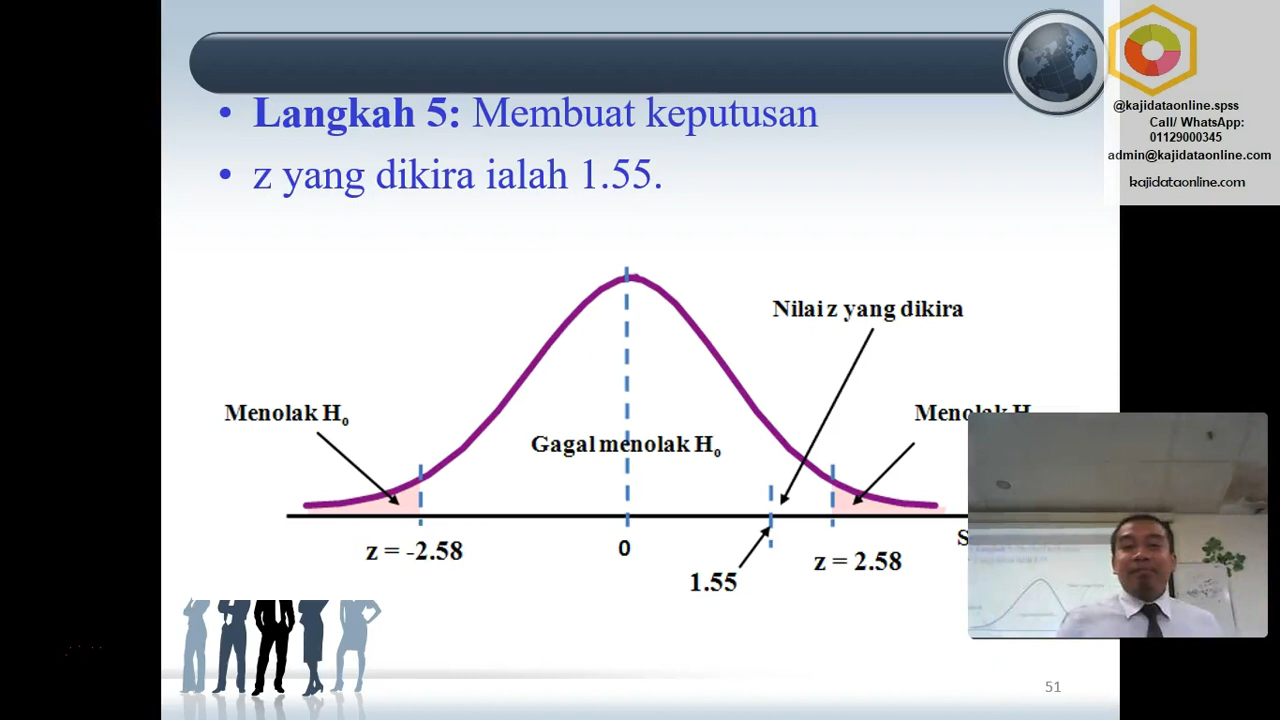 • Langkah 5: Membuat keputusan
• z yang dikira ialah 1.55.
Nilai z yang dikira
Menolak H₀
Menolak H
Gagal menolak H₀
z = -2.58
0
1.55
z = 2.58
S
51
@kajidataonline.spss
Call/ WhatsApp:
01129000345
admin@kajidataonline.com
kajidataonline.com